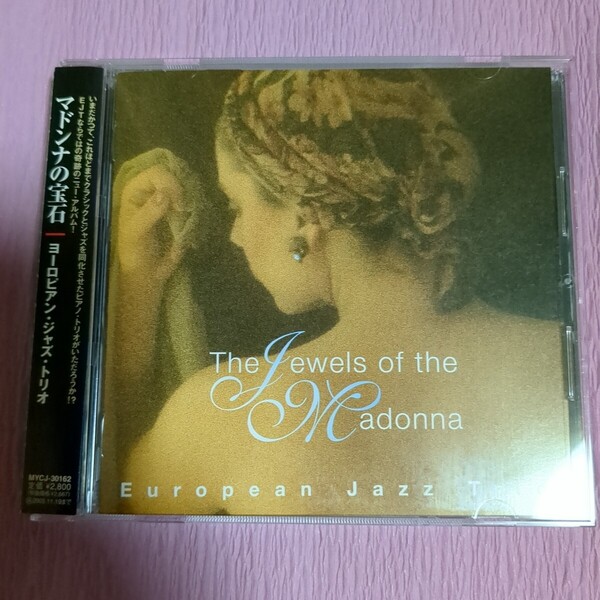 いまだかつて、これほどまでクラシックとジャズを同化させたピアノ・トリオがいただろうか!?
EJTならではの奇跡のニュー・アルバム!
マドンナの宝石
ヨーロピアン・ジャズ・トリオ
MYCJ-30162
定価 ¥2,800
The Jewels of the
Madonna
European Jazz T